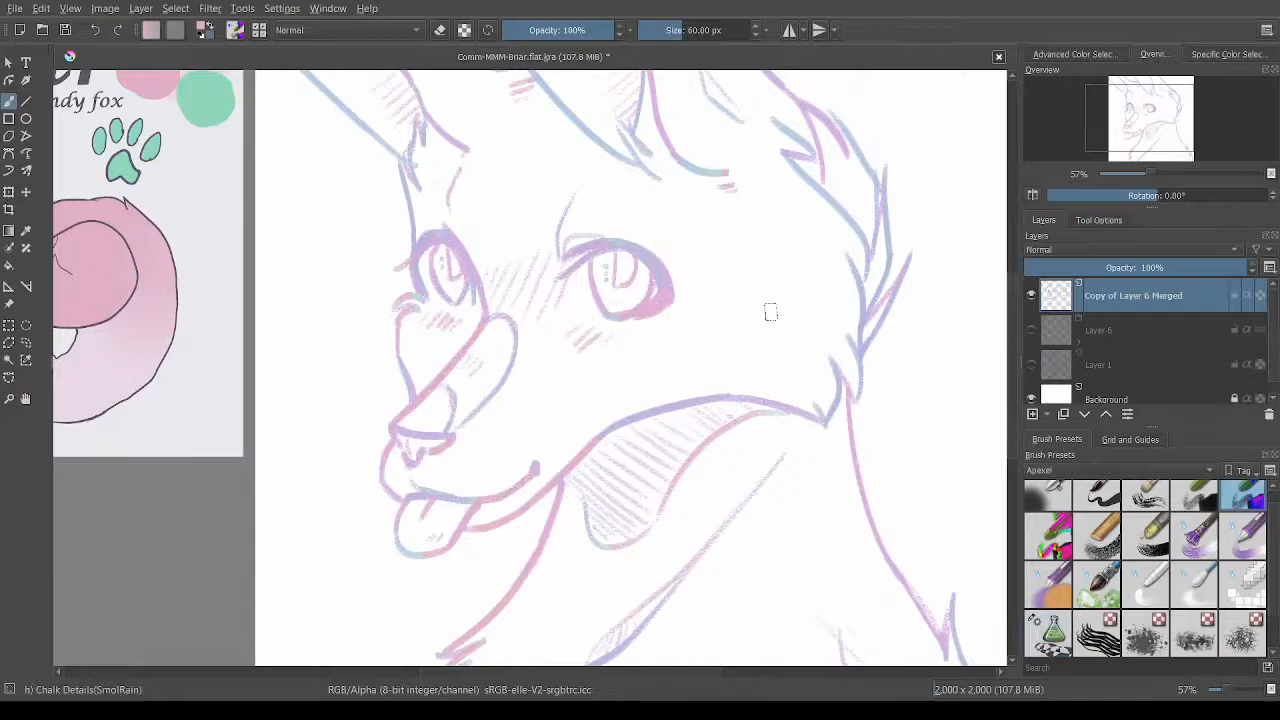 File Edit View Image Layer Select Filter Tools Settings Window Help
Normal Opacity: 100% Size: 60.00 px
Comm-MMM-Briar.flat.kra (107.8 MiB) *
ndy fox
Advanced Color Selec... Overvi... Specific Color Selec...
Overview
57%
Rotation: 0.00°
Layers Tool Options
Layers
Normal
Opacity: 100%
Copy of Layer 6 Merged
Layer 6
Layer 1
Background
Brush Presets Grid and Guides
Brush Presets
Apexel Tag
Search
h) Chalk Details(SmolRain) RGB/Alpha (8-bit integer/channel) sRGB-elle-V2-srgbtrc.icc 2,000 x 2,000 (107.8 MiB) 57%